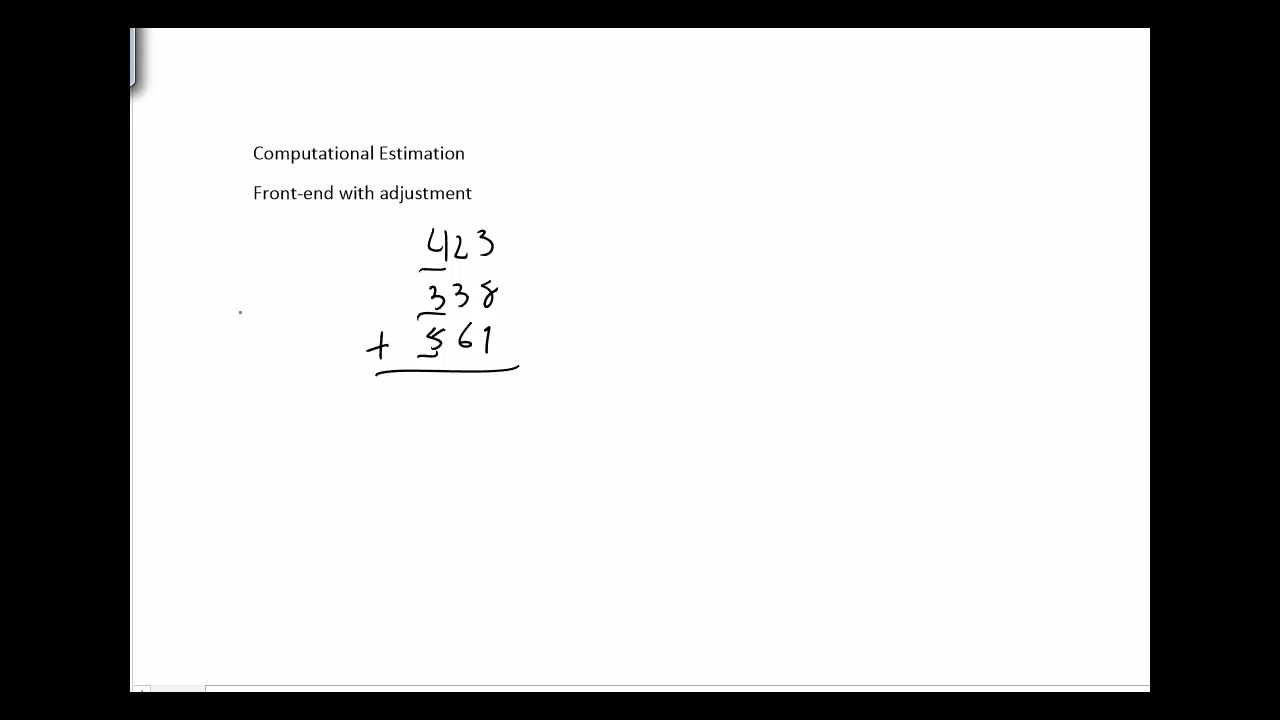 Computational Estimation
Front-end with adjustment
423
338
+ 561